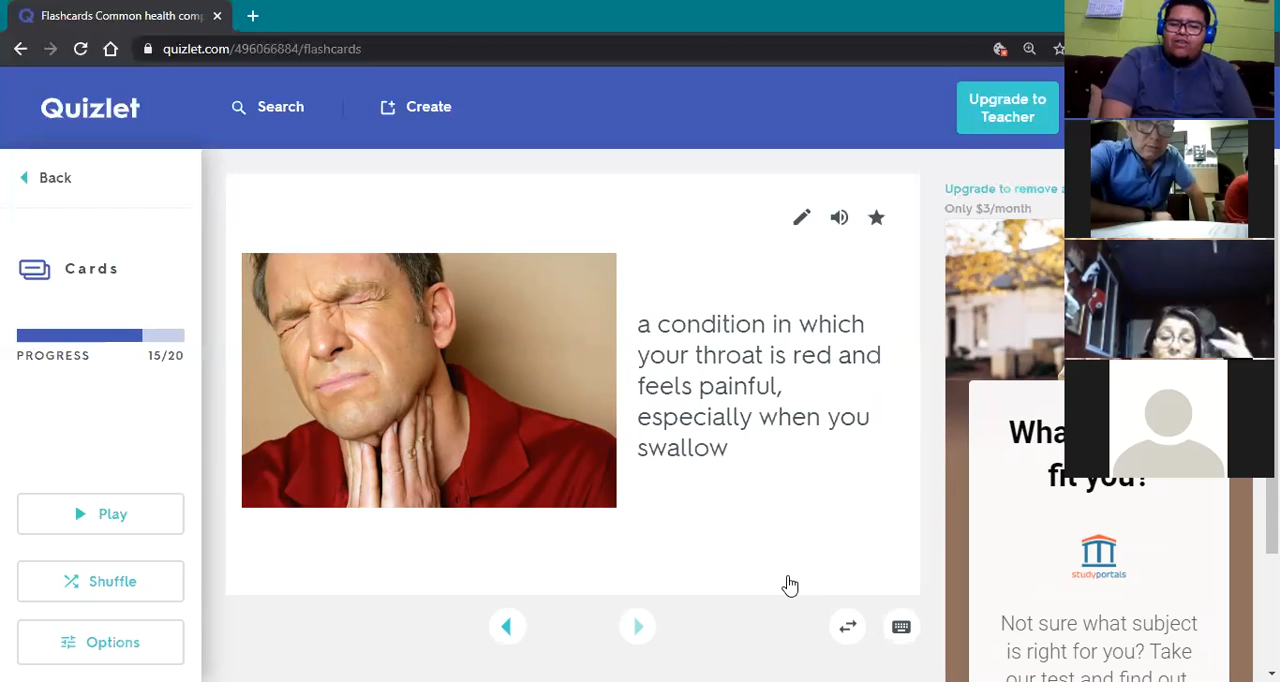 Flashcards Common health com
quizlet.com/496066884/flashcards
Quizlet
Search
Create
Upgrade to
Teacher
Back
Cards
PROGRESS 15/20
Play
Shuffle
Options
a condition in which
your throat is red and
feels painful,
especially when you
swallow
Upgrade to remove
Only $3/month
fit you?
studyportals
Not sure what subject
is right for you? Take
our test and find out